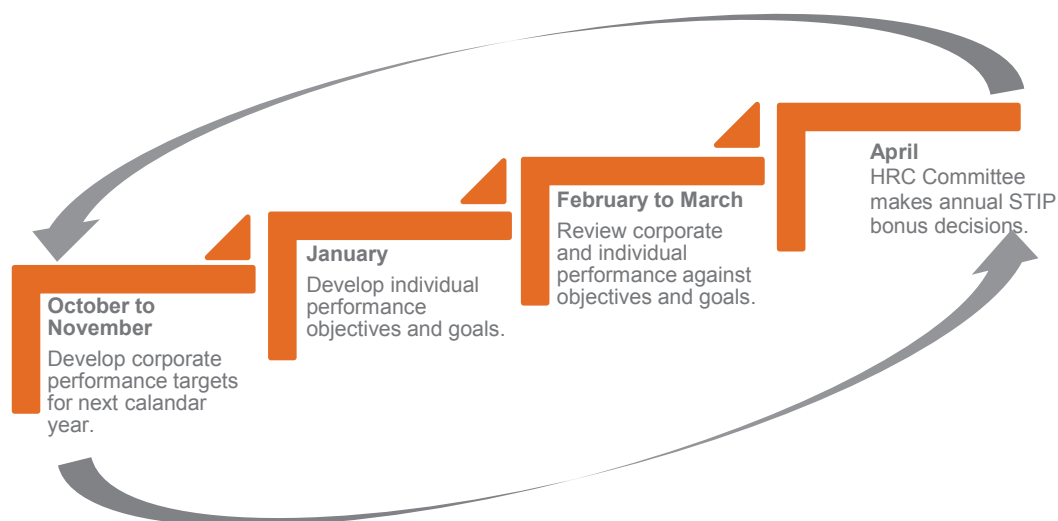 October to
November
Develop corporate
performance targets
for next calandar
year.
January
Develop individual
performance
objectives and goals.
February to March
Review corporate
and individual
performance against
objectives and goals.
April
HRC Committee
makes annual STIP
bonus decisions.